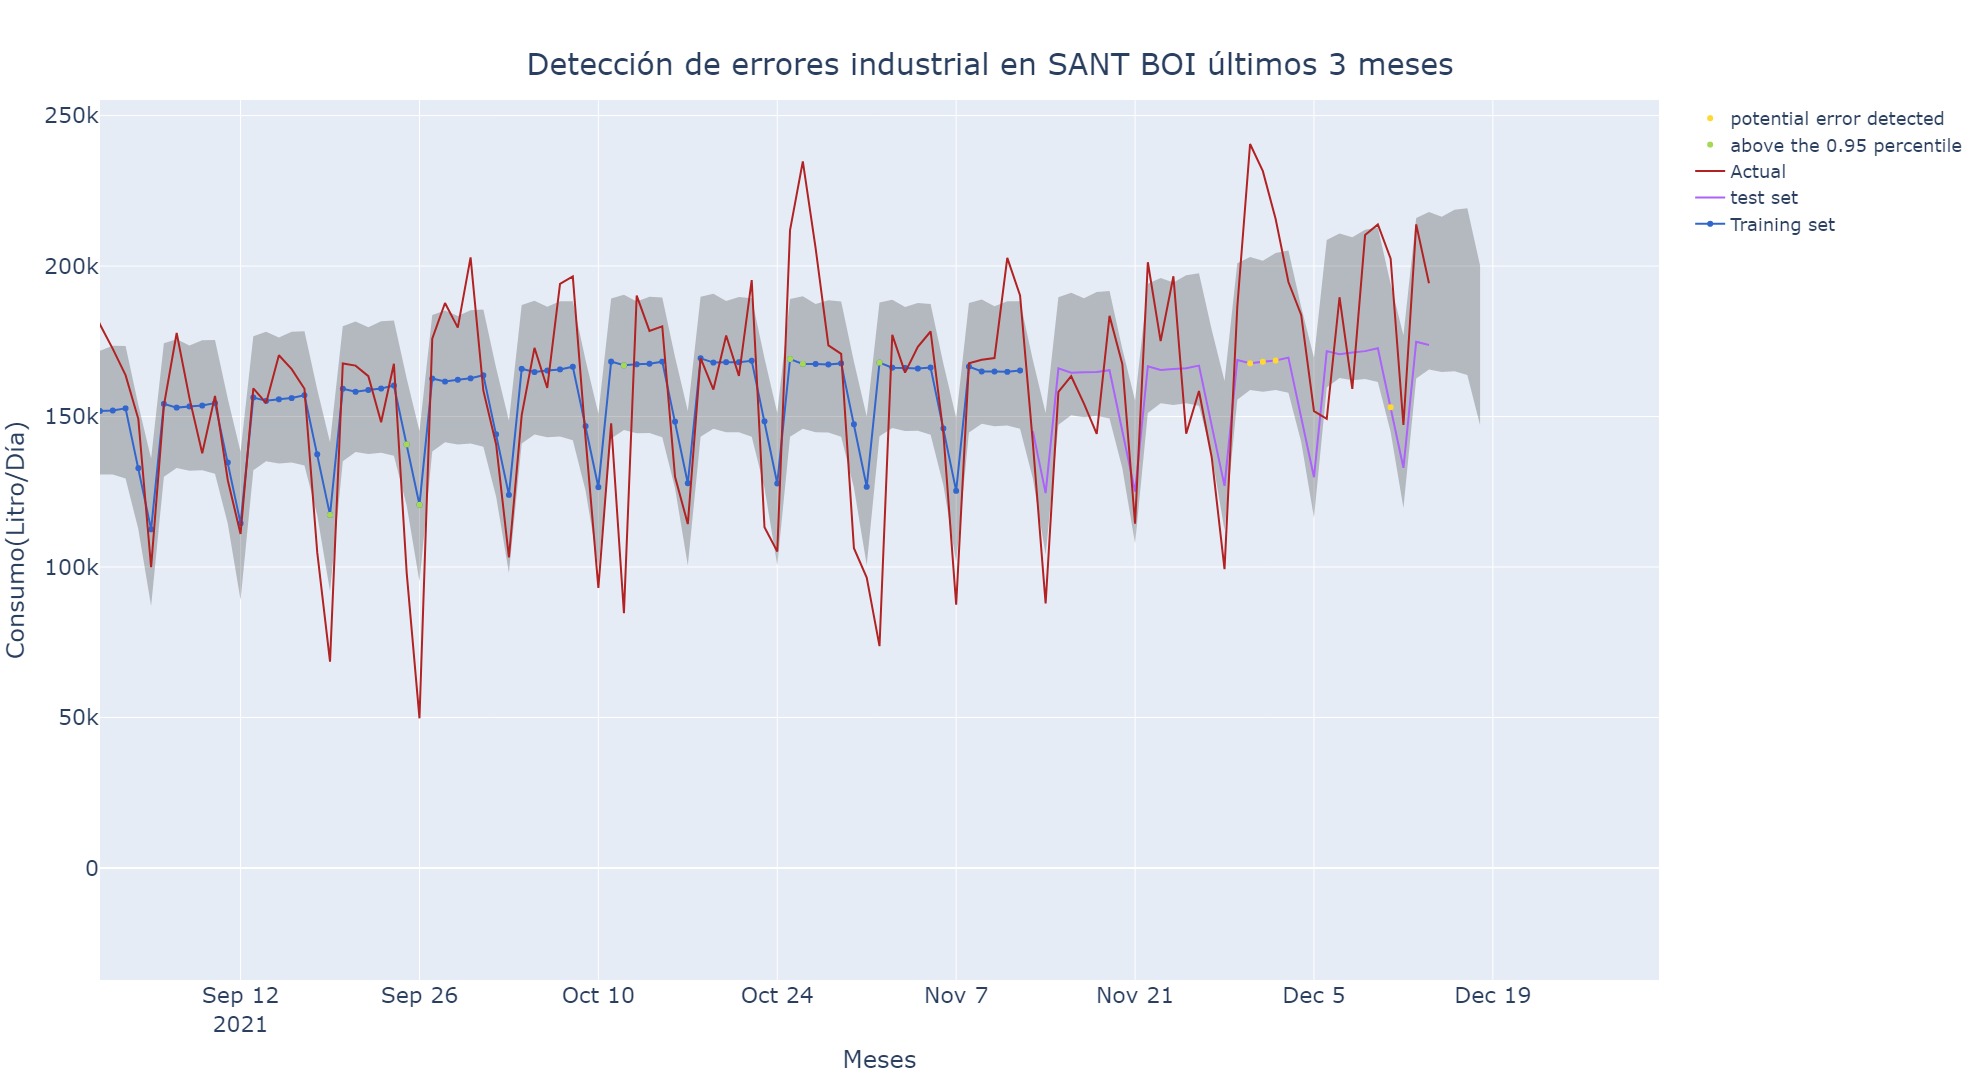 Detección de errores industrial en SANT BOI últimos 3 meses
potential error detected
above the 0.95 percentile
Actual
test set
Training set
250k
200k
150k
100k
50k
0
Consumo(Litro/Día)
Sep 12
2021
Sep 26
Oct 10
Oct 24
Nov 7
Nov 21
Dec 5
Dec 19
Meses